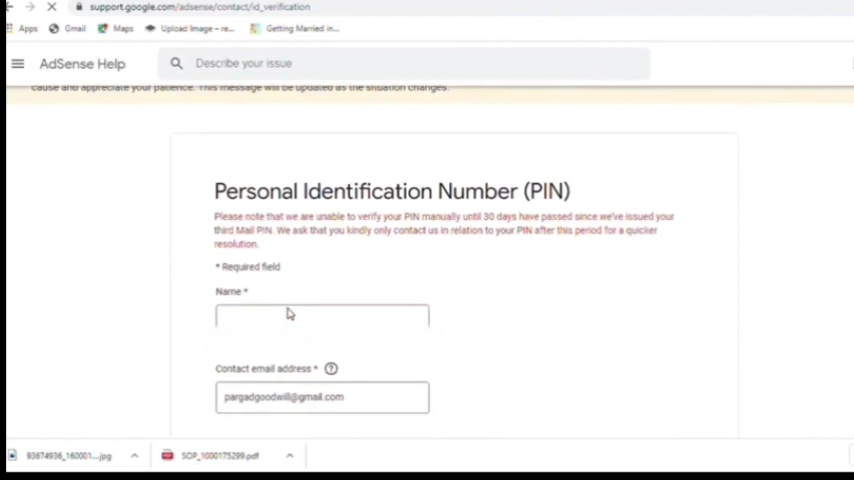 support.google.com/adsense/contact/id_verification
Apps Gmail Maps Upload Image – re... Getting Married in...
AdSense Help Describe your issue
cause and appreciate your patience. This message will be updated as the situation changes.
Personal Identification Number (PIN)
Please note that we are unable to verify your PIN manually until 30 days have passed since we've issued your
third Mail PIN. We ask that you kindly only contact us in relation to your PIN after this period for a quicker
resolution.
* Required field
Name *
Contact email address *
pargadgoodwill@gmail.com
93674936_160001....jpg SOP_1000175299.pdf